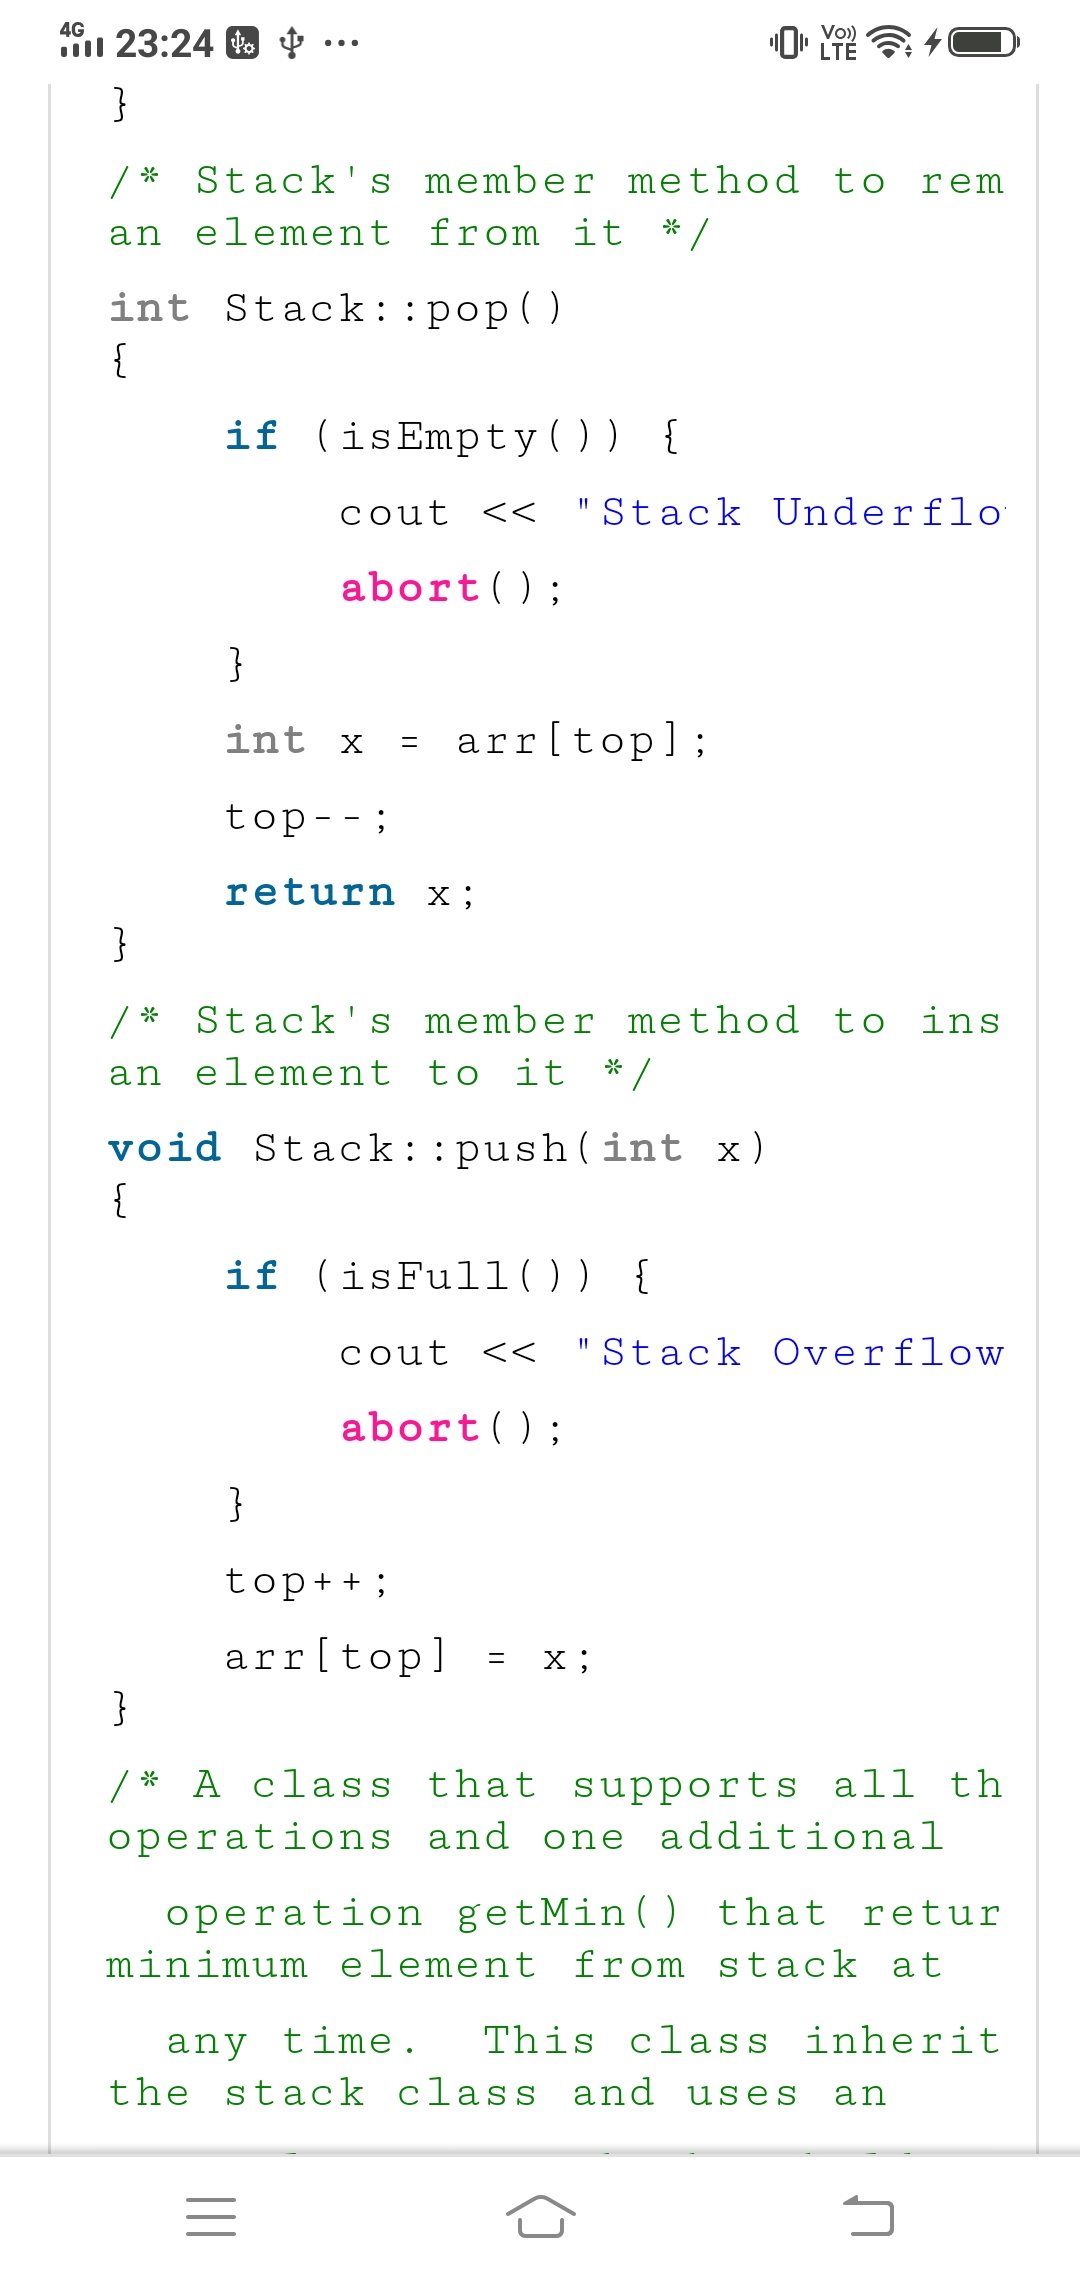 4G 23:24 Vo)) LTE
}
/* Stack's member method to rem
an element from it */
int Stack::pop()
{
if (isEmpty()) {
cout << "Stack Underflo
abort();
}
int x = arr[top];
top--;
return x;
}
/* Stack's member method to ins
an element to it */
void Stack::push(int x)
{
if (isFull()) {
cout << "Stack Overflow
abort();
}
top++;
arr[top] = x;
}
/* A class that supports all th
operations and one additional
operation getMin() that retur
minimum element from stack at
any time. This class inherit
the stack class and uses an